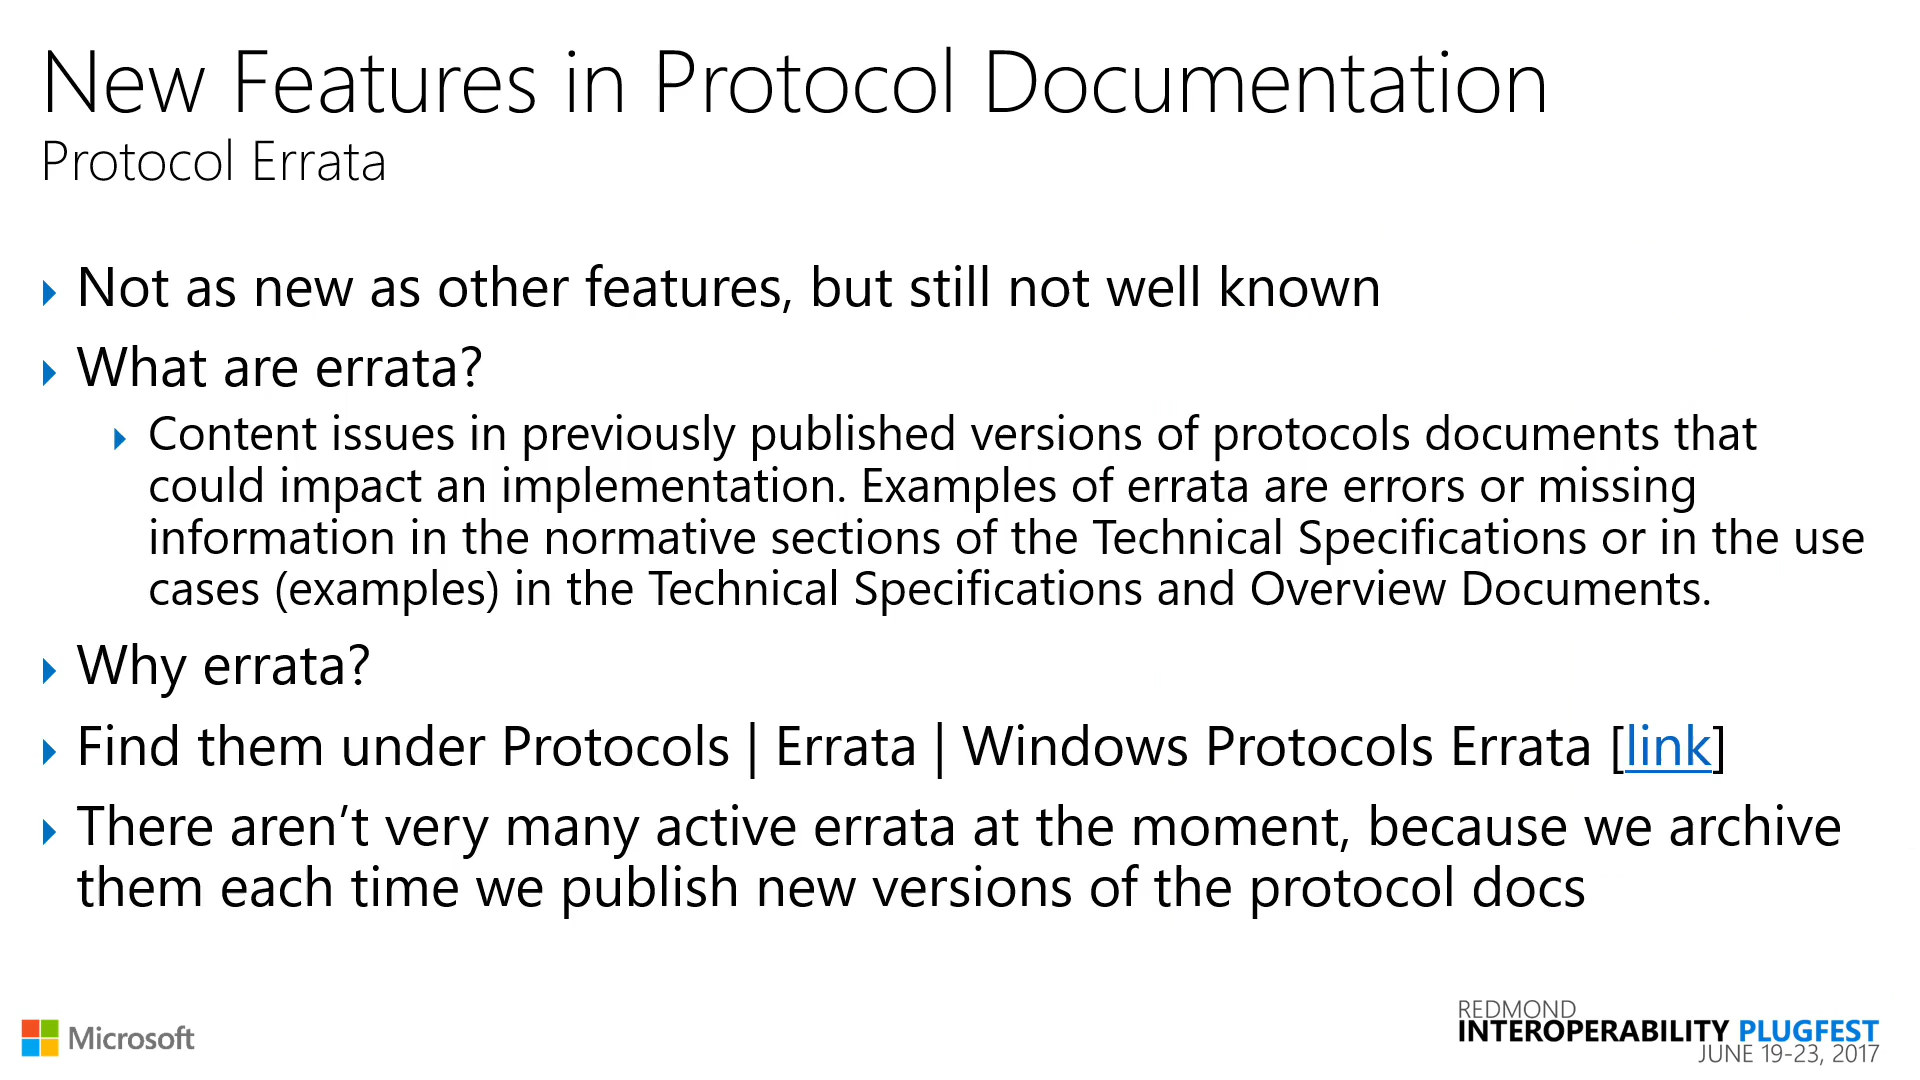 New Features in Protocol Documentation
Protocol Errata
Not as new as other features, but still not well known
What are errata?
Content issues in previously published versions of protocols documents that
could impact an implementation. Examples of errata are errors or missing
information in the normative sections of the Technical Specifications or in the use
cases (examples) in the Technical Specifications and Overview Documents.
Why errata?
Find them under Protocols | Errata | Windows Protocols Errata [link]
There aren’t very many active errata at the moment, because we archive
them each time we publish new versions of the protocol docs
Microsoft
REDMOND
INTEROPERABILITY PLUGFEST
JUNE 19-23, 2017